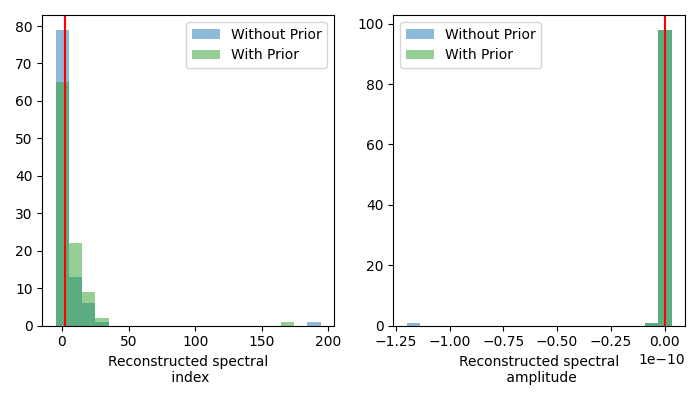 80
70
60
50
40
30
20
10
0
0
50
100
150
200
Reconstructed spectral
index
Without Prior
With Prior
100
80
60
40
20
0
−1.25
−1.00
−0.75
−0.50
−0.25
0.00
1e−10
Reconstructed spectral
amplitude
Without Prior
With Prior